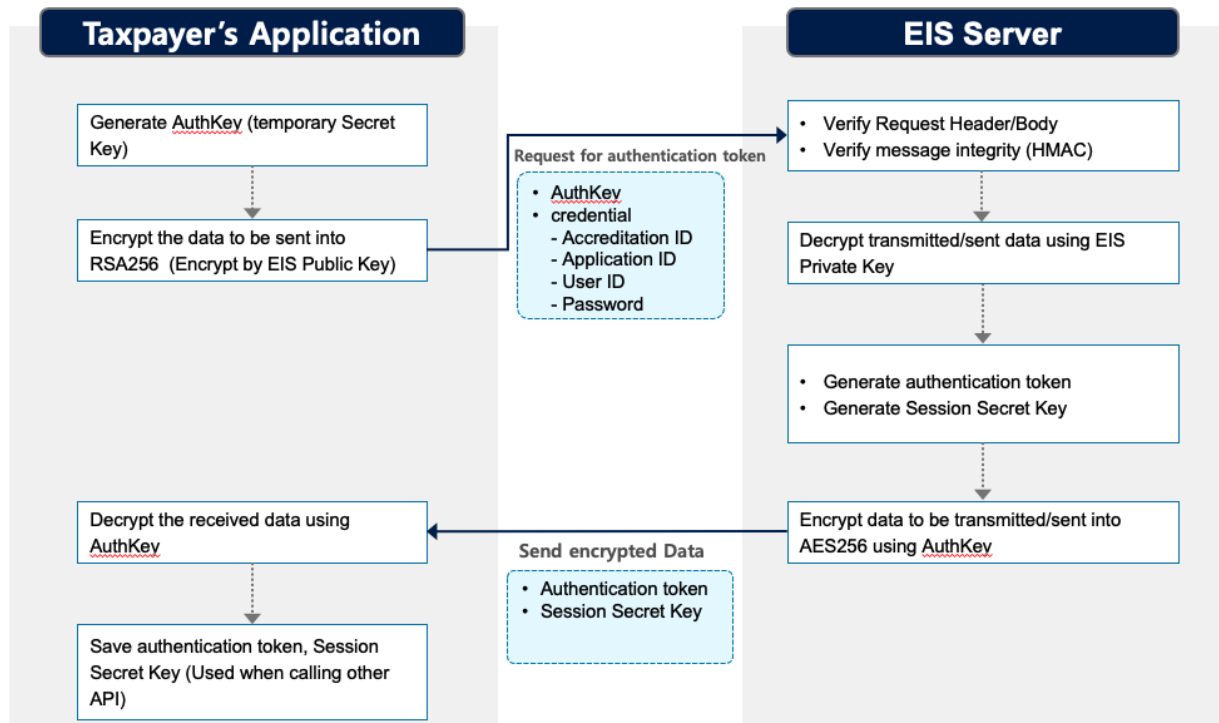 Taxpayer's Application
Generate AuthKey (temporary Secret
Key)
Encrypt the data to be sent into
RSA256 (Encrypt by EIS Public Key)
Request for authentication token
• AuthKey
• credential
- Accreditation ID
- Application ID
- User ID
- Password
EIS Server
• Verify Request Header/Body
• Verify message integrity (HMAC)
Decrypt transmitted/sent data using EIS
Private Key
• Generate authentication token
• Generate Session Secret Key
Encrypt data to be transmitted/sent into
AES256 using AuthKey
Send encrypted Data
• Authentication token
• Session Secret Key
Decrypt the received data using
AuthKey
Save authentication token, Session
Secret Key (Used when calling other
API)